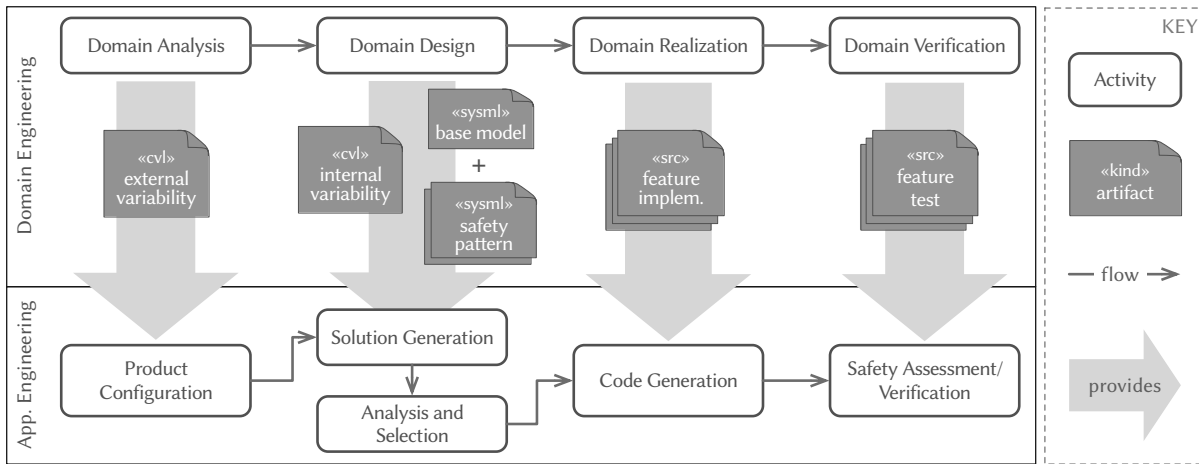 Domain Engineering
Domain Analysis
Domain Design
Domain Realization
Domain Verification
«cvl»
external
variability
«cvl»
internal
variability
«sysml»
base model
+
«sysml»
safety
pattern
«src»
feature
implem.
«src»
feature
test
App. Engineering
Product
Configuration
Solution Generation
Analysis and
Selection
Code Generation
Safety Assessment/
Verification
KEY
Activity
«kind»
artifact
flow
provides